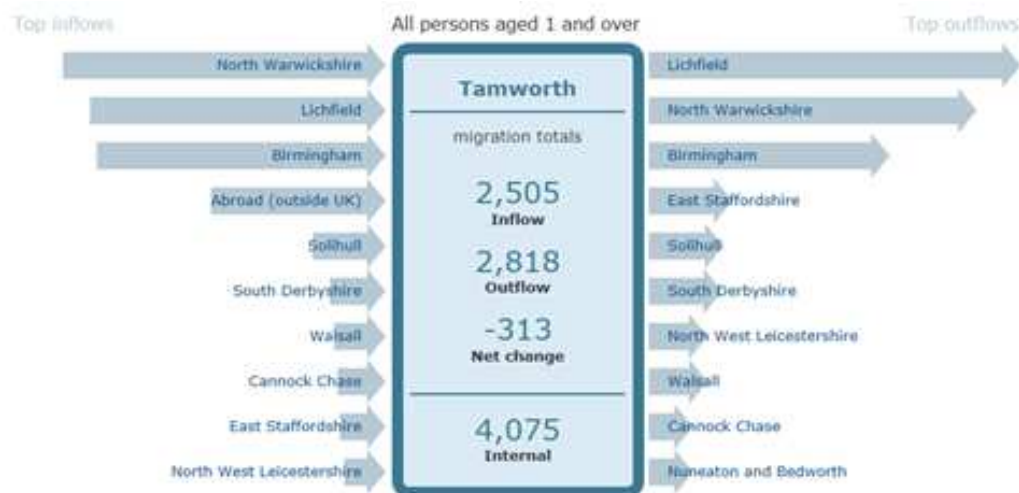 Top inflows
All persons aged 1 and over
Top outflows
North Warwickshire
Lichfield
Birmingham
Abroad (outside UK)
Solihull
South Derbyshire
Walsall
Cannock Chase
East Staffordshire
North West Leicestershire
Tamworth
migration totals
2,505
Inflow
2,818
Outflow
-313
Net change
4,075
Internal
Lichfield
North Warwickshire
Birmingham
East Staffordshire
Solihull
South Derbyshire
North West Leicestershire
Walsall
Cannock Chase
Nuneaton and Bedworth